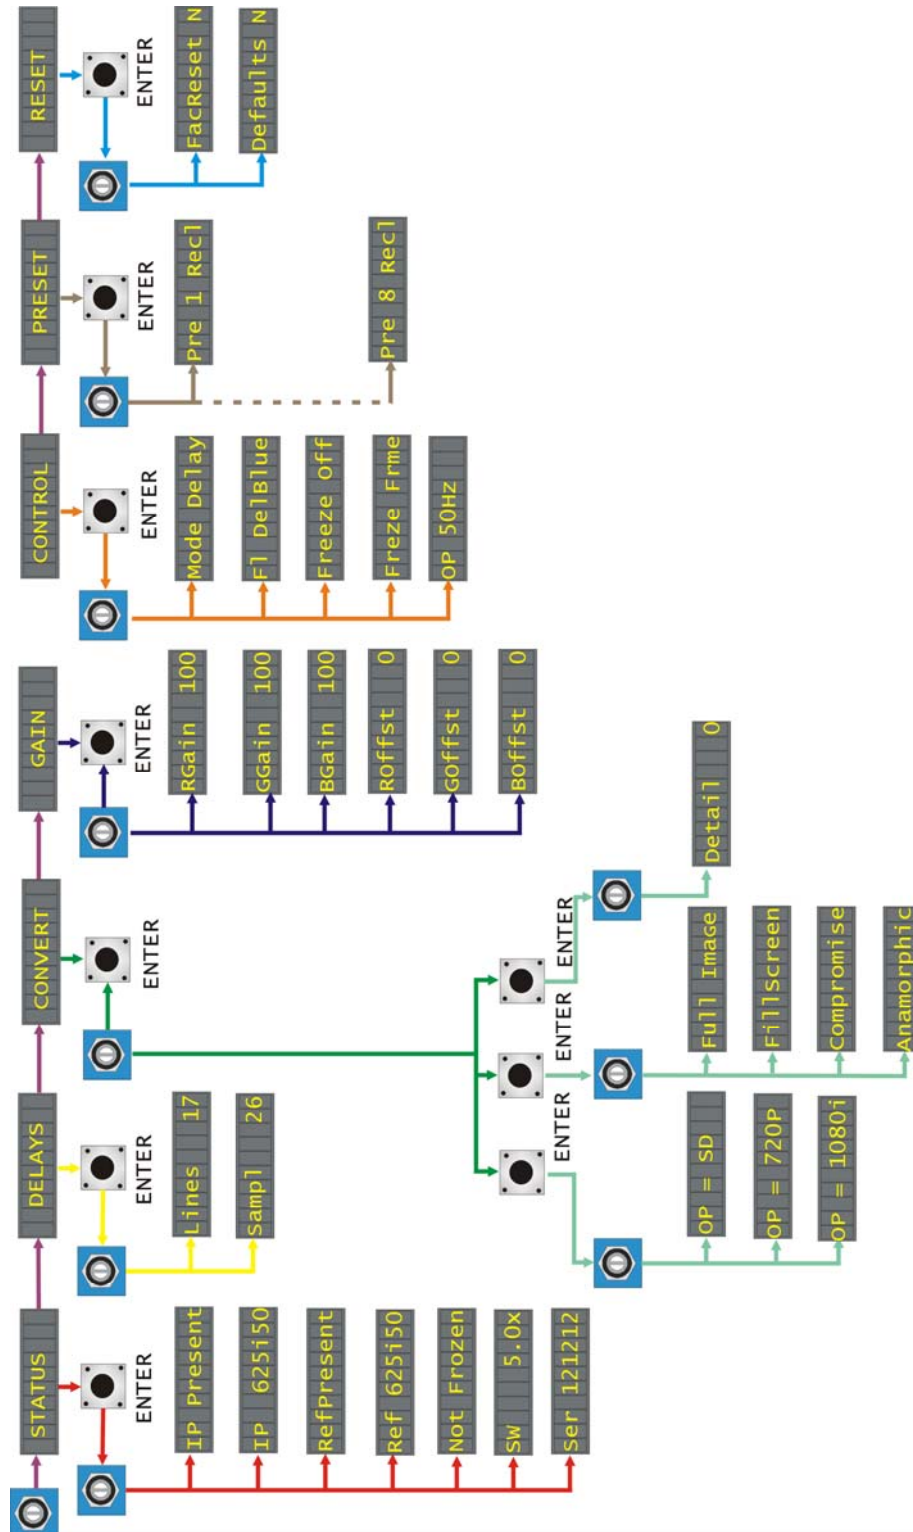 STATUS
ENTER
IP Present
IP 625i50
RefPresent
Ref 625i50
Not Frozen
SW 5.0x
Ser 121212
DELAYS
ENTER
Lines 17
Sampl 26
CONVERT
ENTER
ENTER
OP = SD
OP = 720P
OP = 1080i
ENTER
Full Image
Fillscreen
Compromise
Anamorphic
ENTER
Detail 0
GAIN
ENTER
RGain 100
GGain 100
BGain 100
ROffst 0
GOffst 0
BOffst 0
CONTROL
ENTER
Mode Delay
Fl DelBlue
Freeze Off
Freze Frme
OP 50Hz
PRESET
ENTER
Pre 1 Recl
Pre 8 Recl
RESET
ENTER
FacReset N
Defaults N